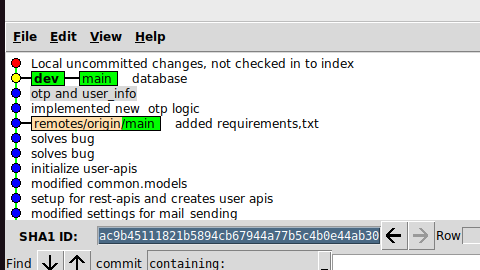 File Edit View Help
Local uncommitted changes, not checked in to index
dev main database
otp and user_info
implemented new otp logic
remotes/origin/main added requirements,txt
solves bug
solves bug
initialize user-apis
modified common.models
setup for rest-apis and creates user apis
modified settings for mail sending
SHA1 ID: ac9b45111821b5894cb67944a77b5c4b0e44ab30 Row
Find commit containing: